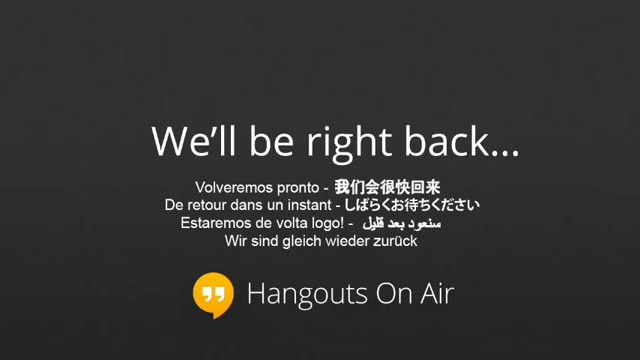 We'll be right back...
Volveremos pronto - 我们会很快回来
De retour dans un instant - しばらくお待ちください
Estaremos de volta logo! - سنعود بعد قليل
Wir sind gleich wieder zurück
Hangouts On Air